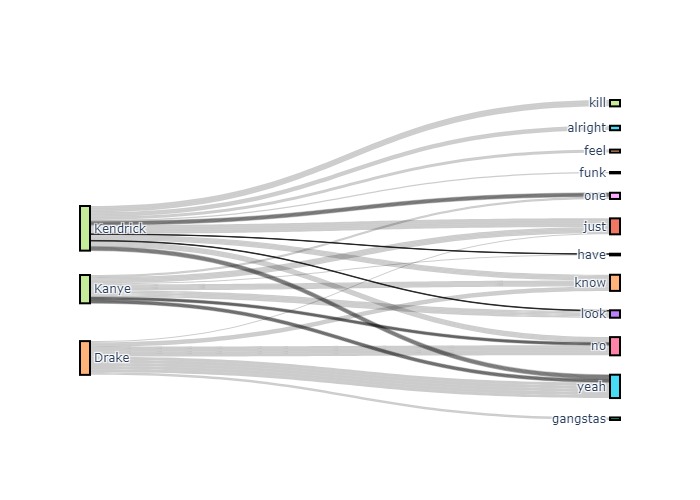 kill
alright
feel
funk
one
Kendrick
just
have
know
Kanye
look
no
Drake
yeah
gangstas